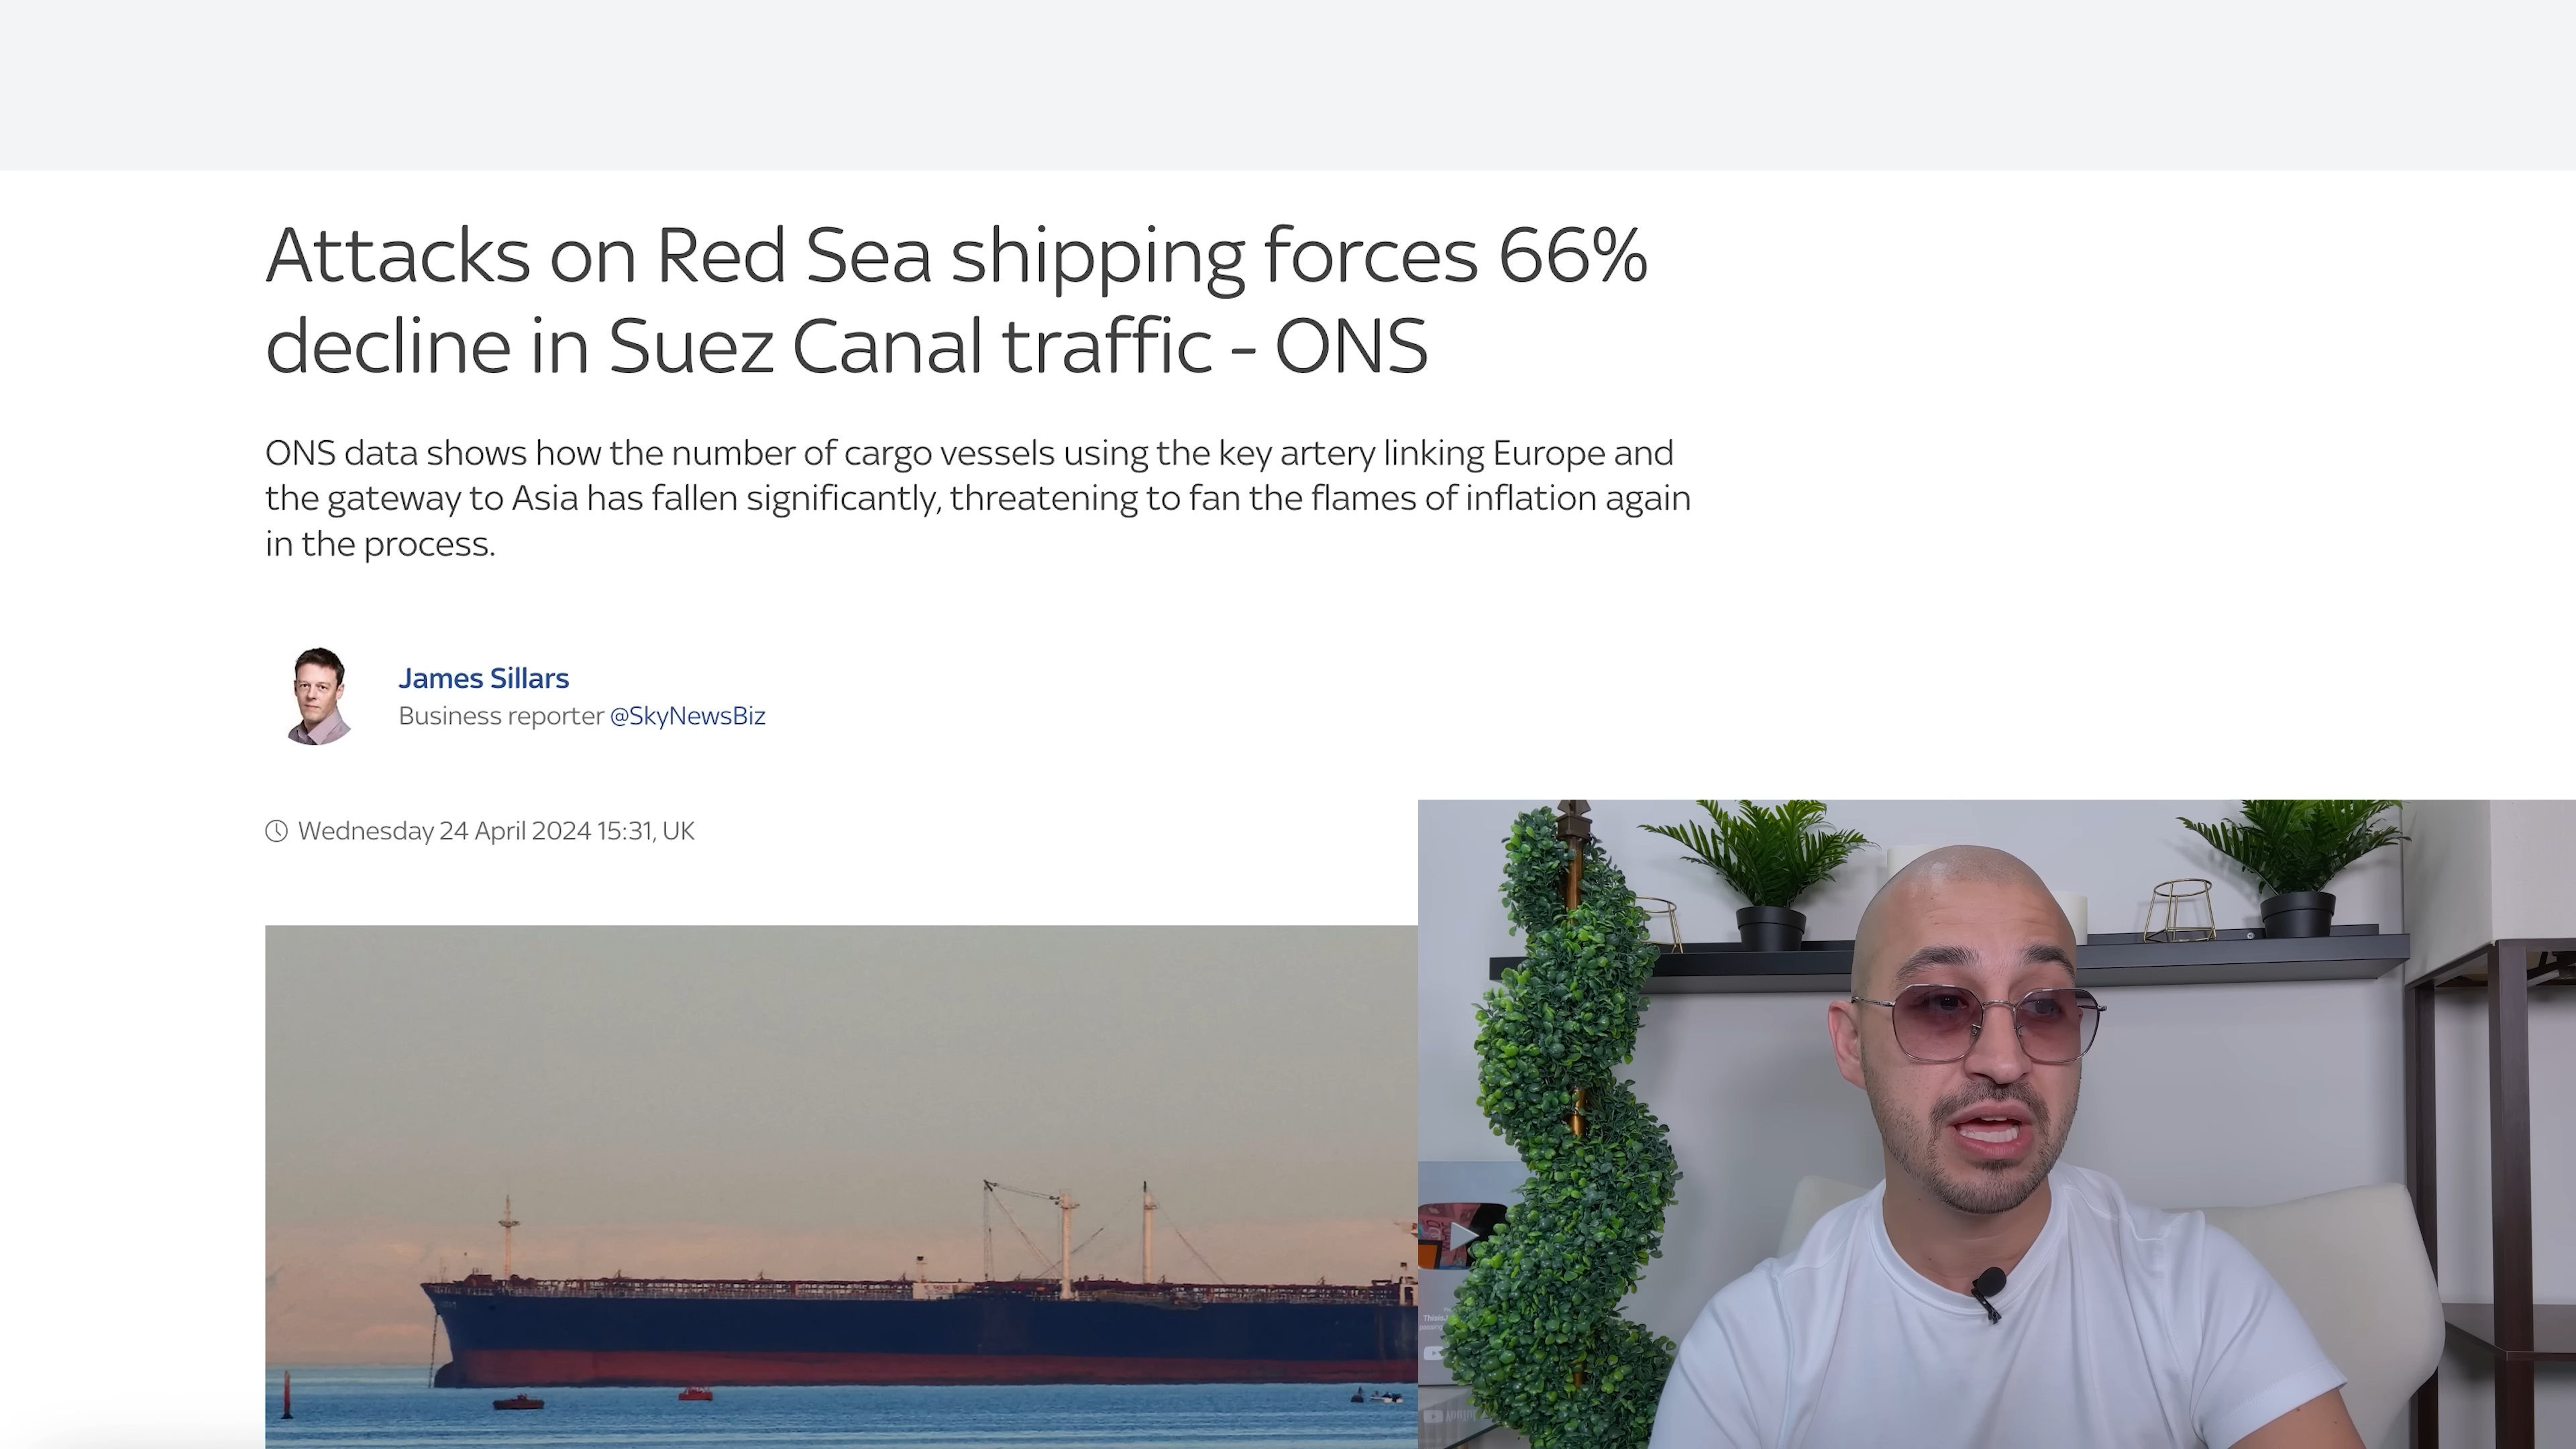 Attacks on Red Sea shipping forces 66%
decline in Suez Canal traffic - ONS
ONS data shows how the number of cargo vessels using the key artery linking Europe and
the gateway to Asia has fallen significantly, threatening to fan the flames of inflation again
in the process.
James Sillars
Business reporter @SkyNewsBiz
Wednesday 24 April 2024 15:31, UK